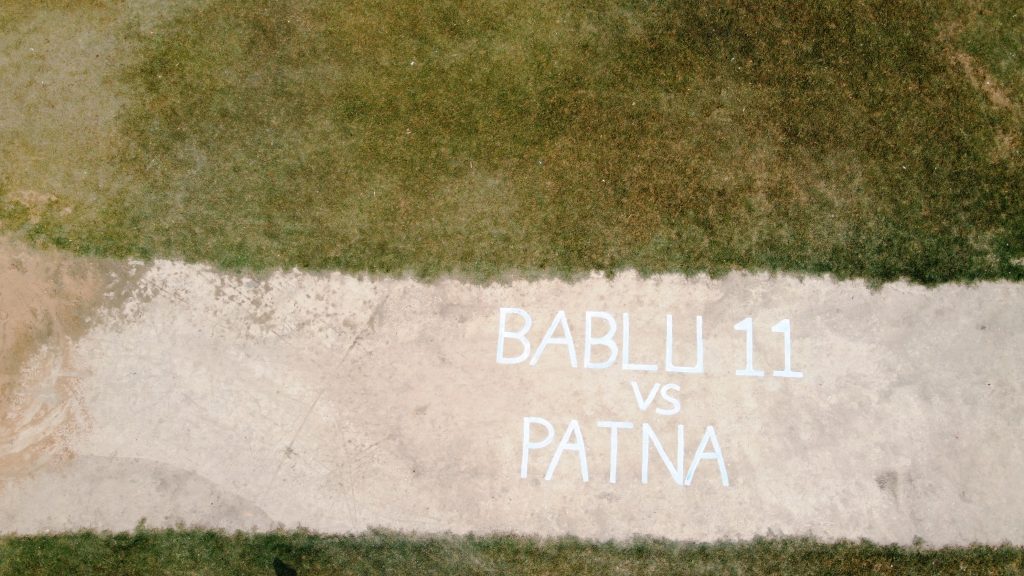 BABLU 11
VS
PATNA